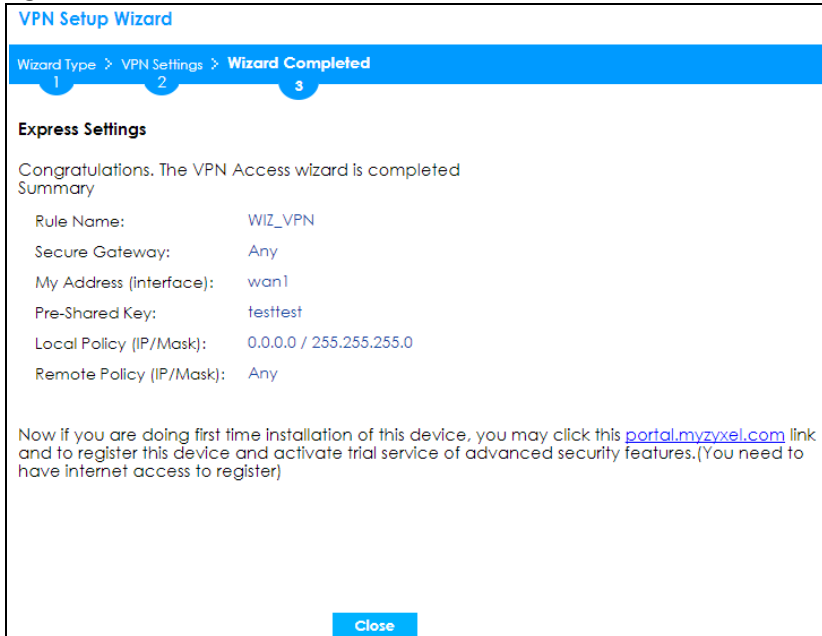 VPN Setup Wizard
Wizard Type > VPN Settings > Wizard Completed
1 2 3
Express Settings
Congratulations. The VPN Access wizard is completed
Summary
Rule Name: WIZ_VPN
Secure Gateway: Any
My Address (interface): wan1
Pre-Shared Key: testtest
Local Policy (IP/Mask): 0.0.0.0 / 255.255.255.0
Remote Policy (IP/Mask): Any
Now if you are doing first time installation of this device, you may click this portal.myzyxel.com link
and to register this device and activate trial service of advanced security features.(You need to
have internet access to register)
Close